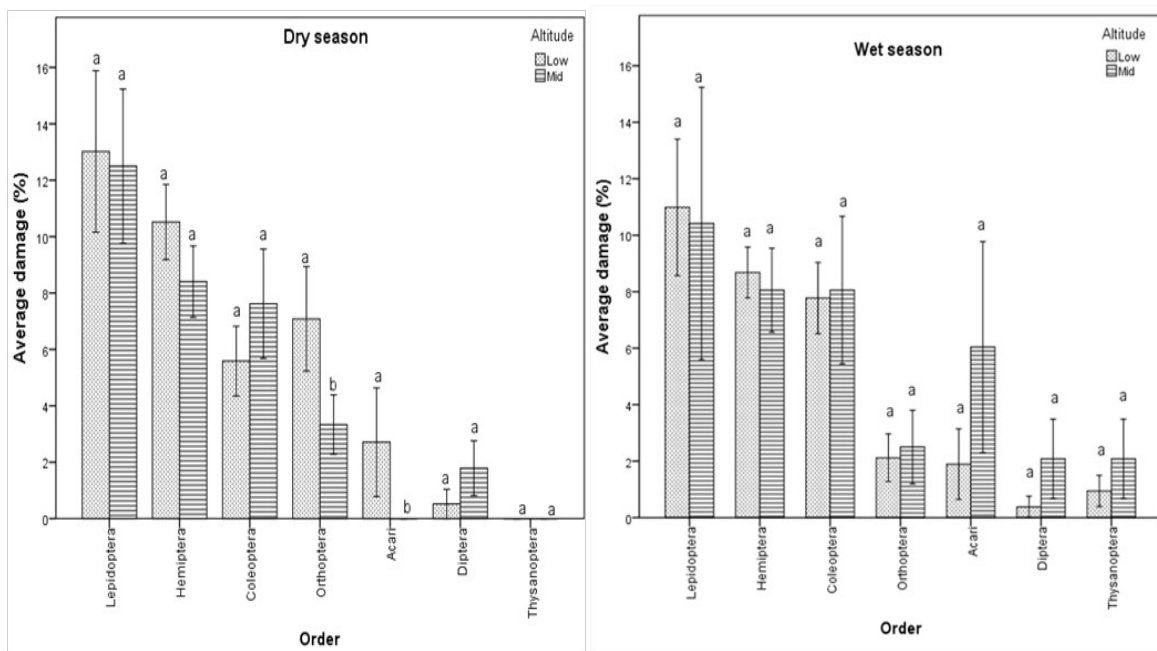 Dry season
Altitude
Low
Mid
Average damage (%)
16
14
12
10
8
6
4
2
0
a
a
a
a
a
a
a
b
a
b
a
a
a
a
Lepidoptera
Hemiptera
Coleoptera
Orthoptera
Acari
Diptera
Thysanoptera
Order
Wet season
Altitude
Low
Mid
Average damage (%)
16
14
12
10
8
6
4
2
0
a
a
a
a
a
a
a
a
a
a
a
a
a
a
Lepidoptera
Hemiptera
Coleoptera
Orthoptera
Acari
Diptera
Thysanoptera
Order